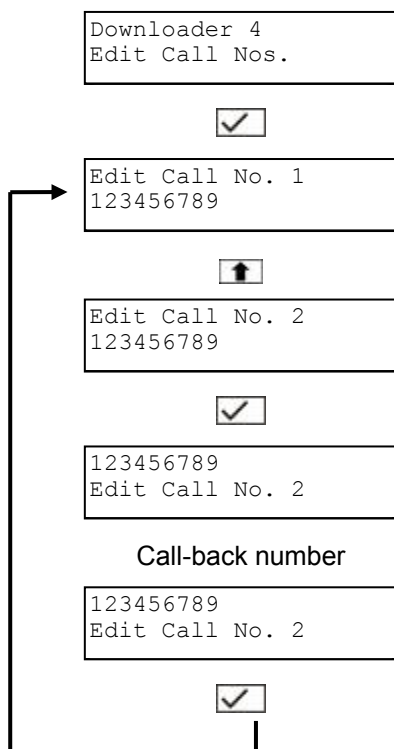 Downloader 4
Edit Call Nos.
Edit Call No. 1
123456789
Edit Call No. 2
123456789
123456789
Edit Call No. 2
Call-back number
123456789
Edit Call No. 2